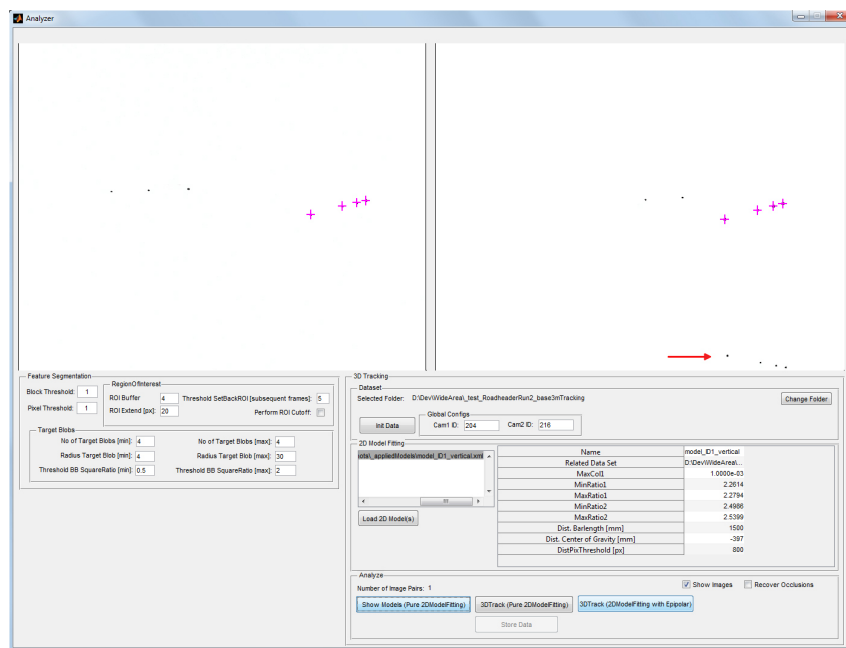 Analyzer
Feature Segmentation
Block Threshold: 1
Pixel Threshold: 1
RegionOfInterest
ROI Buffer 4 Threshold SetBackROI [subsequent frames]: 5
ROI Extend [px]: 20 Perform ROI Cutoff:
Target Blobs
No of Target Blobs [min]: 4 No of Target Blobs [max]: 4
Radius Target Blob [min]: 4 Radius Target Blob [max]: 30
Threshold BB SquareRatio [min]: 0.5 Threshold BB SquareRatio [max]: 2
3D Tracking
Dataset
Selected Folder: D:\Dev\WideArea\_test_RoadheaderRun2_base3mTracking Change Folder
Init Data
Global Configs
Cam1 ID: 204 Cam2 ID: 216
2D Model Fitting
iots\_appliedModels\model_ID1_vertical.xml
Load 2D Model(s)
Name model_ID1_vertical
Related Data Set D:\Dev\WideArea\...
MaxColl 1.0000e-03
MinRatio1 2.2614
MaxRatio1 2.2794
MinRatio2 2.4986
MaxRatio2 2.5399
Dist. Barlength [mm] 1500
Dist. Center of Gravity [mm] -397
DistPixThreshold [px] 800
Analyze
Number of Image Pairs: 1 Show Images Recover Occlusions
Show Models (Pure 2DModelFitting) 3DTrack (Pure 2DModelFitting) 3DTrack (2DModelFitting with Epipolar)
Store Data